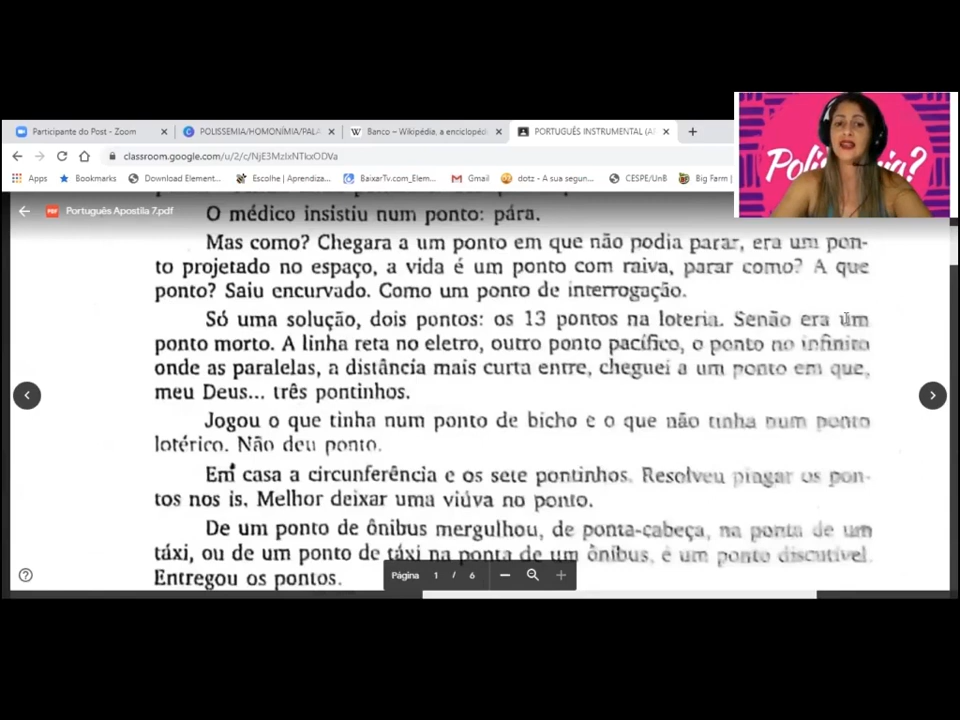 Participante do Post - Zoom
POLISSEMIA/HOMONÍMIA/PALA
Banco – Wikipédia, a enciclopédi
PORTUGUÊS INSTRUMENTAL (A
classroom.google.com/u/2/c/
Apps
Bookmarks
Download Element...
Escolhe | Aprendiza...
BaixarTv.com_Elem...
Gmail
dotz - A sua segun...
CESPE/UnB
Big Farm |
Polissemia?
Português Apostila 7.pdf
O médico insistiu num ponto: pára.
Mas como? Chegara a um ponto em que não podia parar, era um pon-
to projetado no espaço, a vida é um ponto com raiva, parar como? A que
ponto? Saiu encurvado. Como um ponto de interrogação.
Só uma solução, dois pontos: os 13 pontos na loteria. Senão era um
ponto morto. A linha reta no eletro, outro ponto pacífico, o ponto no infinito
onde as paralelas, a distância mais curta entre, cheguei a um ponto em que,
meu Deus... três pontinhos.
Jogou o que tinha num ponto de bicho e o que não tinha num ponto
lotérico. Não deu ponto.
Em casa a circunferência e os sete pontinhos. Resolveu pingar os pon-
tos nos is. Melhor deixar uma viúva no ponto.
De um ponto de ônibus mergulhou, de ponta-cabeça, na ponta de um
táxi, ou de um ponto de táxi na ponta de um ônibus, é um ponto discutível.
Entregou os pontos.
Página 1 / 6